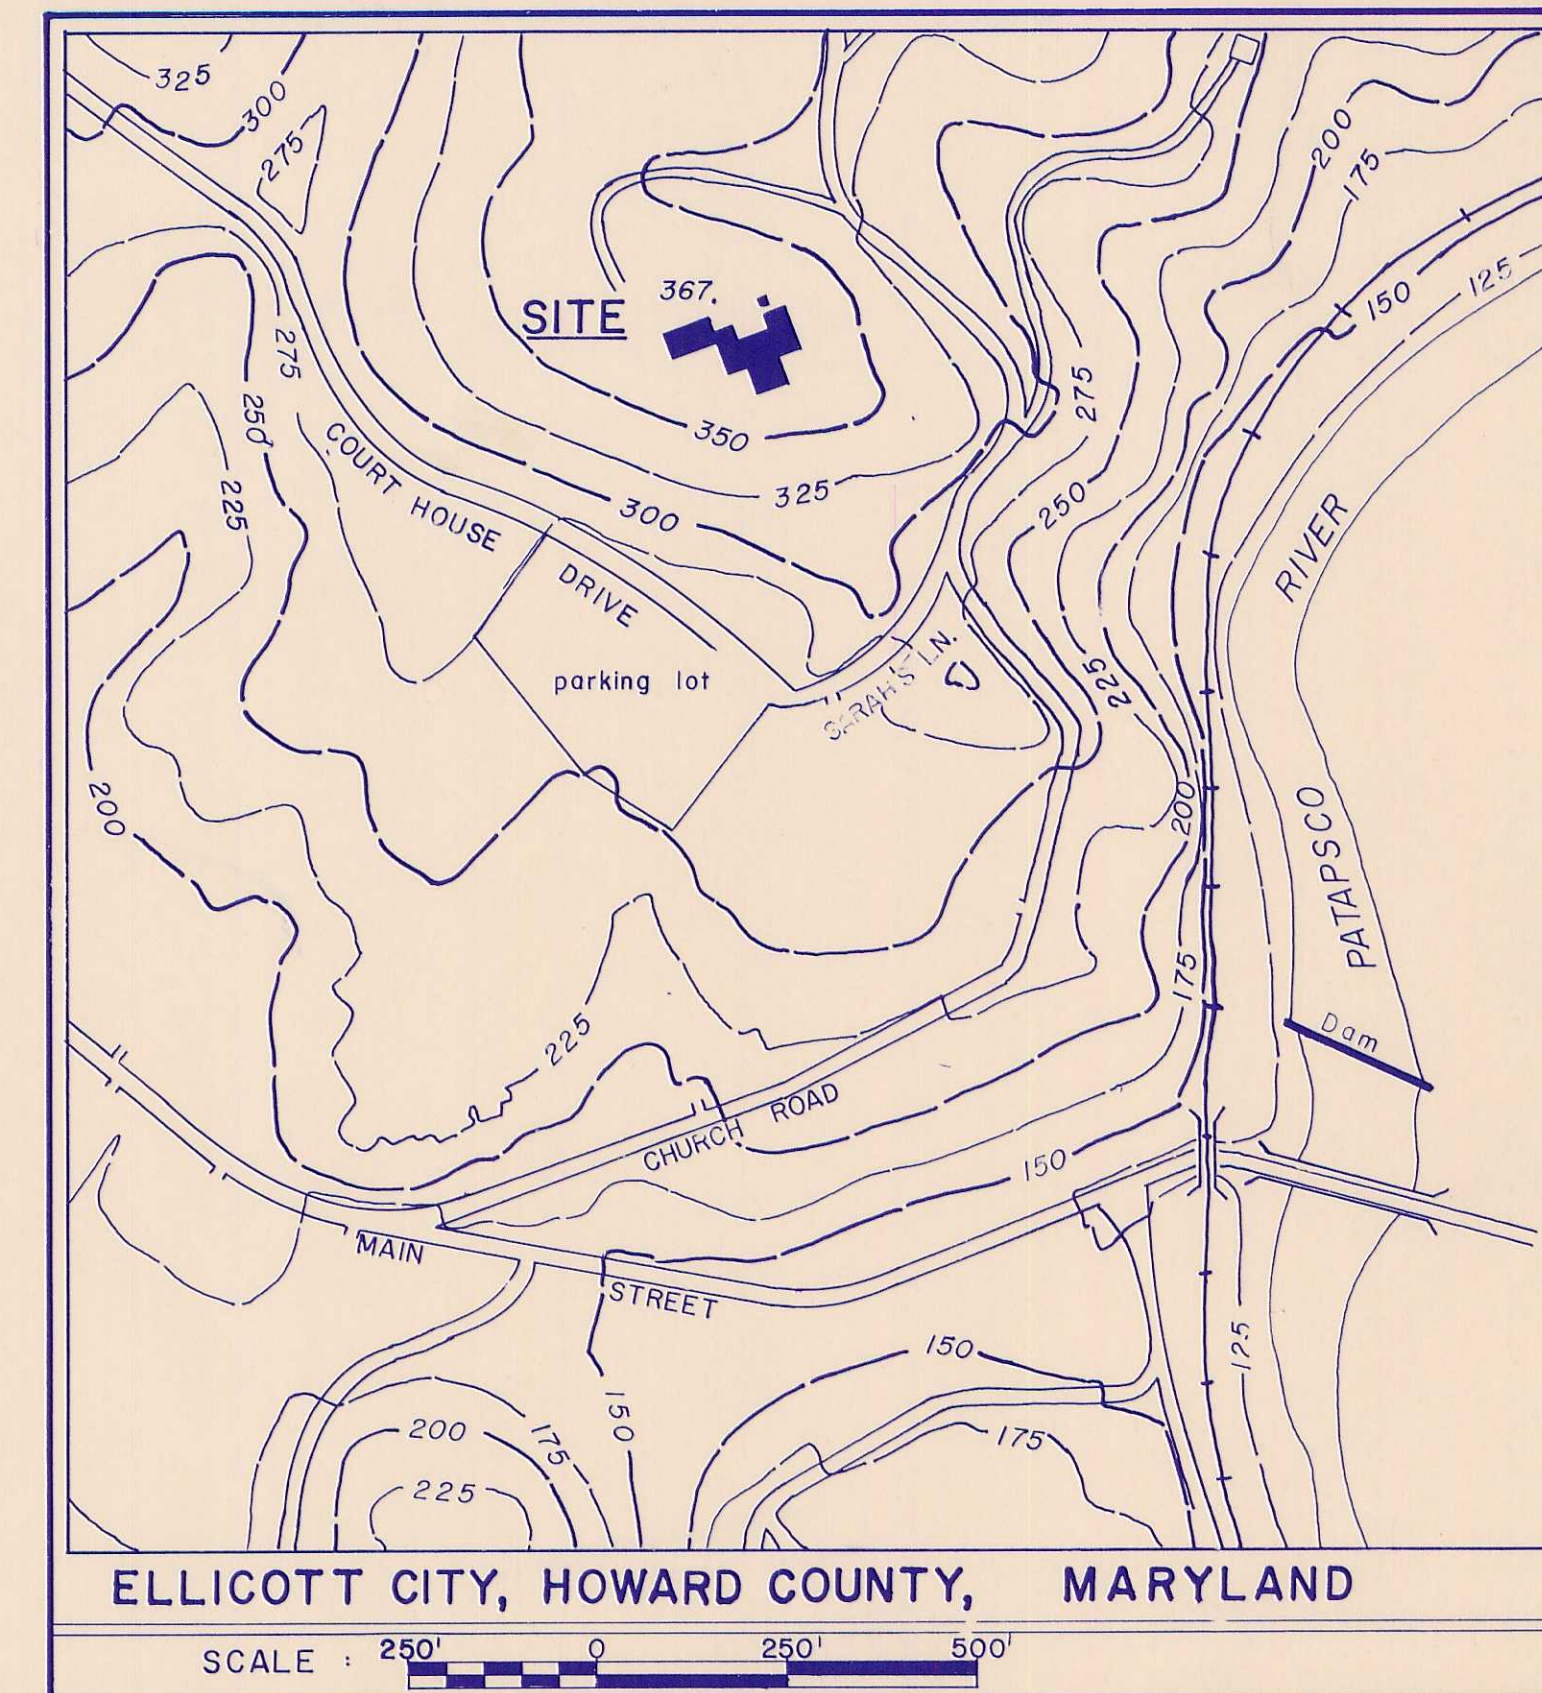 325
300
275
200
175
150
125
SITE
367.
275
250
275
350
COURT HOUSE DRIVE
325
300
250
225
RIVER
parking lot
SARAH'S LN.
225
200
200
PATAPSCO
175
225
Dam
CHURCH ROAD
150
MAIN STREET
150
125
150
200
175
175
225
ELLICOTT CITY, HOWARD COUNTY, MARYLAND
SCALE : 250' 0 250' 500'